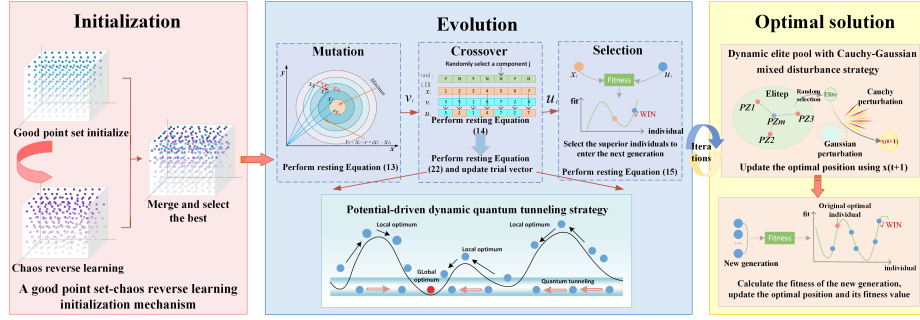 Initialization
Good point set initialize
Chaos reverse learning
Merge and select
the best
A good point set-chaos reverse learning
initialization mechanism
Evolution
Mutation
y
x
Minimum
Perform resting Equation (13)
Crossover
Randomly select a component j
Y N Y N N Y N
Perform resting Equation
(14)
Perform resting Equation
(22) and update trial vector
Selection
Fitness
fit
WIN
individual
Select the superior individuals to
enter the next generation
Perform resting Equation (15)
Potential-driven dynamic quantum tunneling strategy
Local optimum
Local optimum
Local optimum
GLobal
optimum
Quantum tunneling
Itera
tions
Optimal solution
Dynamic elite pool with Cauchy-Gaussian
mixed disturbance strategy
Elitep
PZ1
PZm
PZ3
PZ2
Random
selection
Elite
Cauchy
perturbation
Gaussian
perturbation
x(t+1)
Update the optimal position using x(t+1)
Original optimal
individual
fit
WIN
Fitness
individual
New generation
Calculate the fitness of the new generation,
update the optimal position and its fitness value